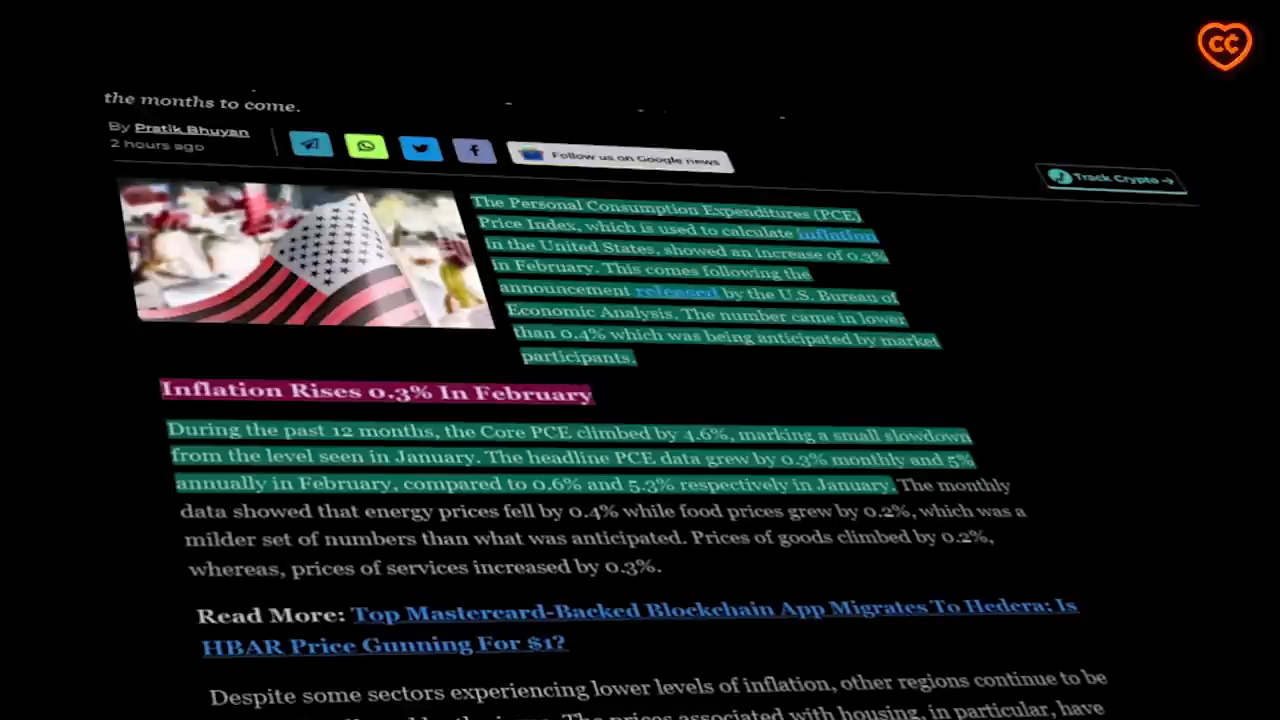 the months to come.
By Pratik Bhuyan
2 hours ago
Follow us on Google news
Track Crypto →
The Personal Consumption Expenditures (PCE)
Price Index, which is used to calculate inflation
in the United States, showed an increase of 0.3%
in February. This comes following the
announcement released by the U.S. Bureau of
Economic Analysis. The number came in lower
than 0.4% which was being anticipated by market
participants.
Inflation Rises 0.3% In February
During the past 12 months, the Core PCE climbed by 4.6%, marking a small slowdown
from the level seen in January. The headline PCE data grew by 0.3% monthly and 5%
annually in February, compared to 0.6% and 5.3% respectively in January. The monthly
data showed that energy prices fell by 0.4% while food prices grew by 0.2%, which was a
milder set of numbers than what was anticipated. Prices of goods climbed by 0.2%,
whereas, prices of services increased by 0.3%.
Read More: Top Mastercard-Backed Blockchain App Migrates To Hedera: Is
HBAR Price Gunning For $1?
Despite some sectors experiencing lower levels of inflation, other regions continue to be
The prices associated with housing, in particular, have